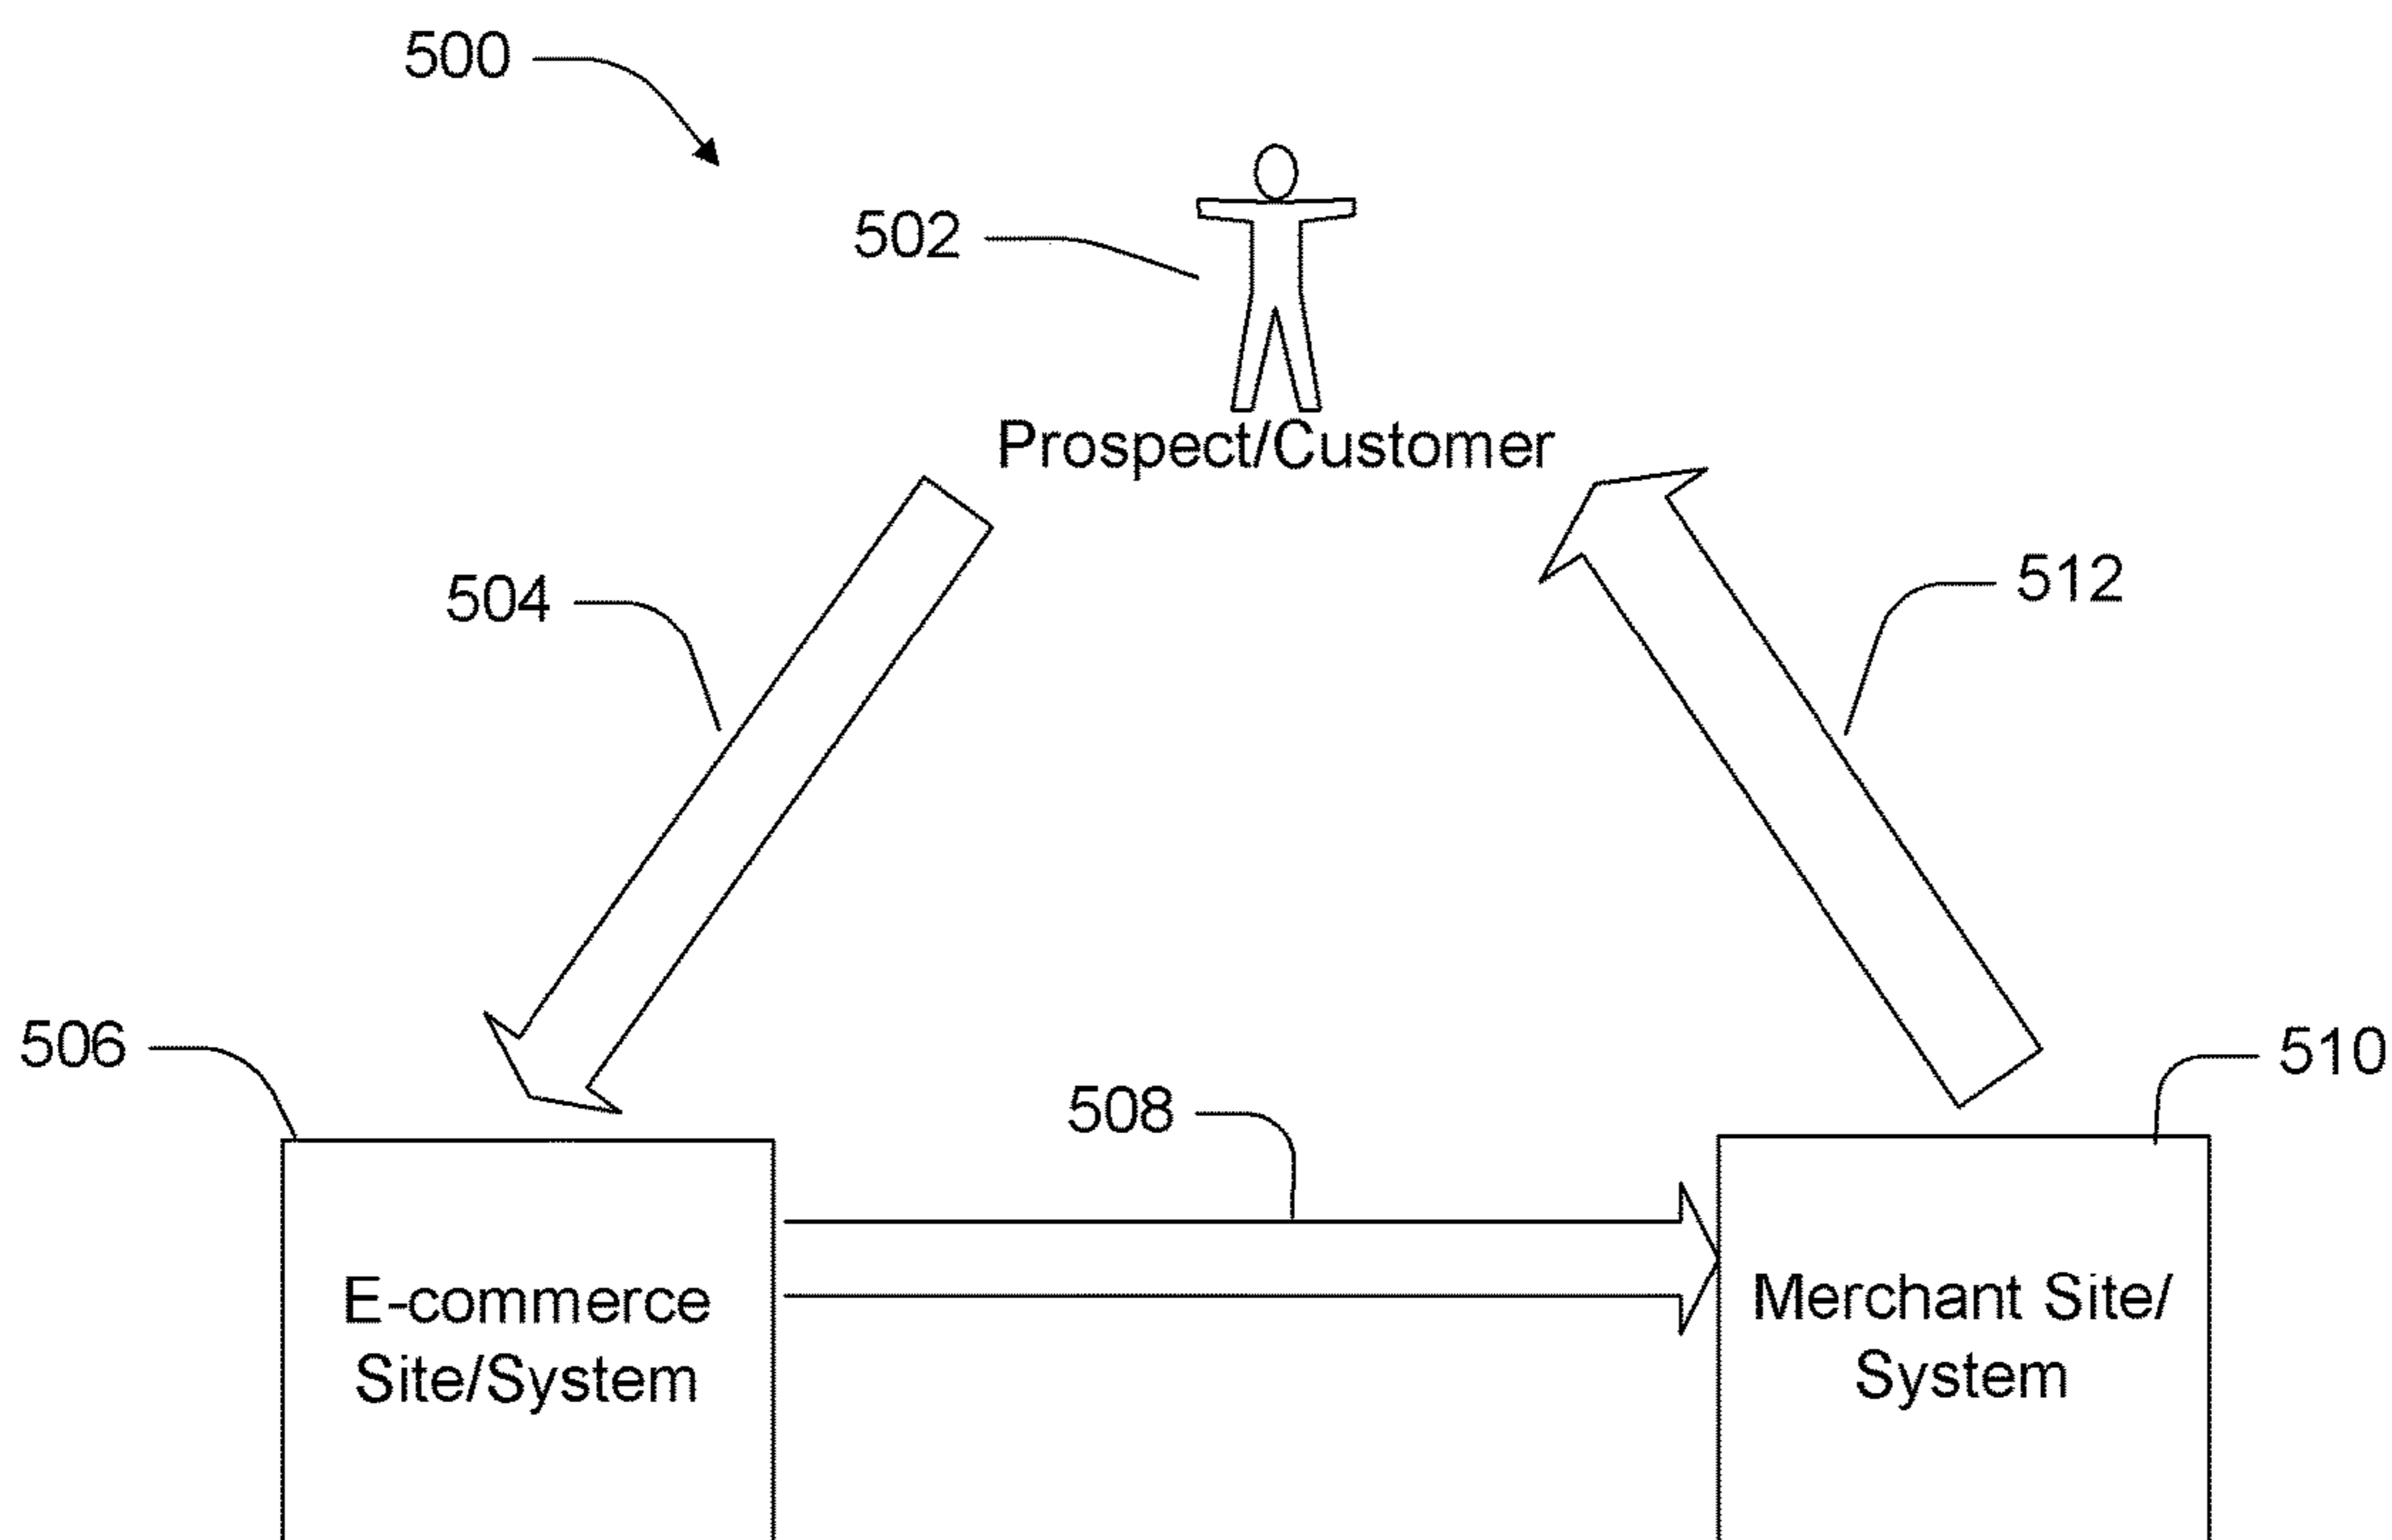 500
502
Prospect/Customer
504
512
506
510
508
E-commerce
Site/System
Merchant Site/
System